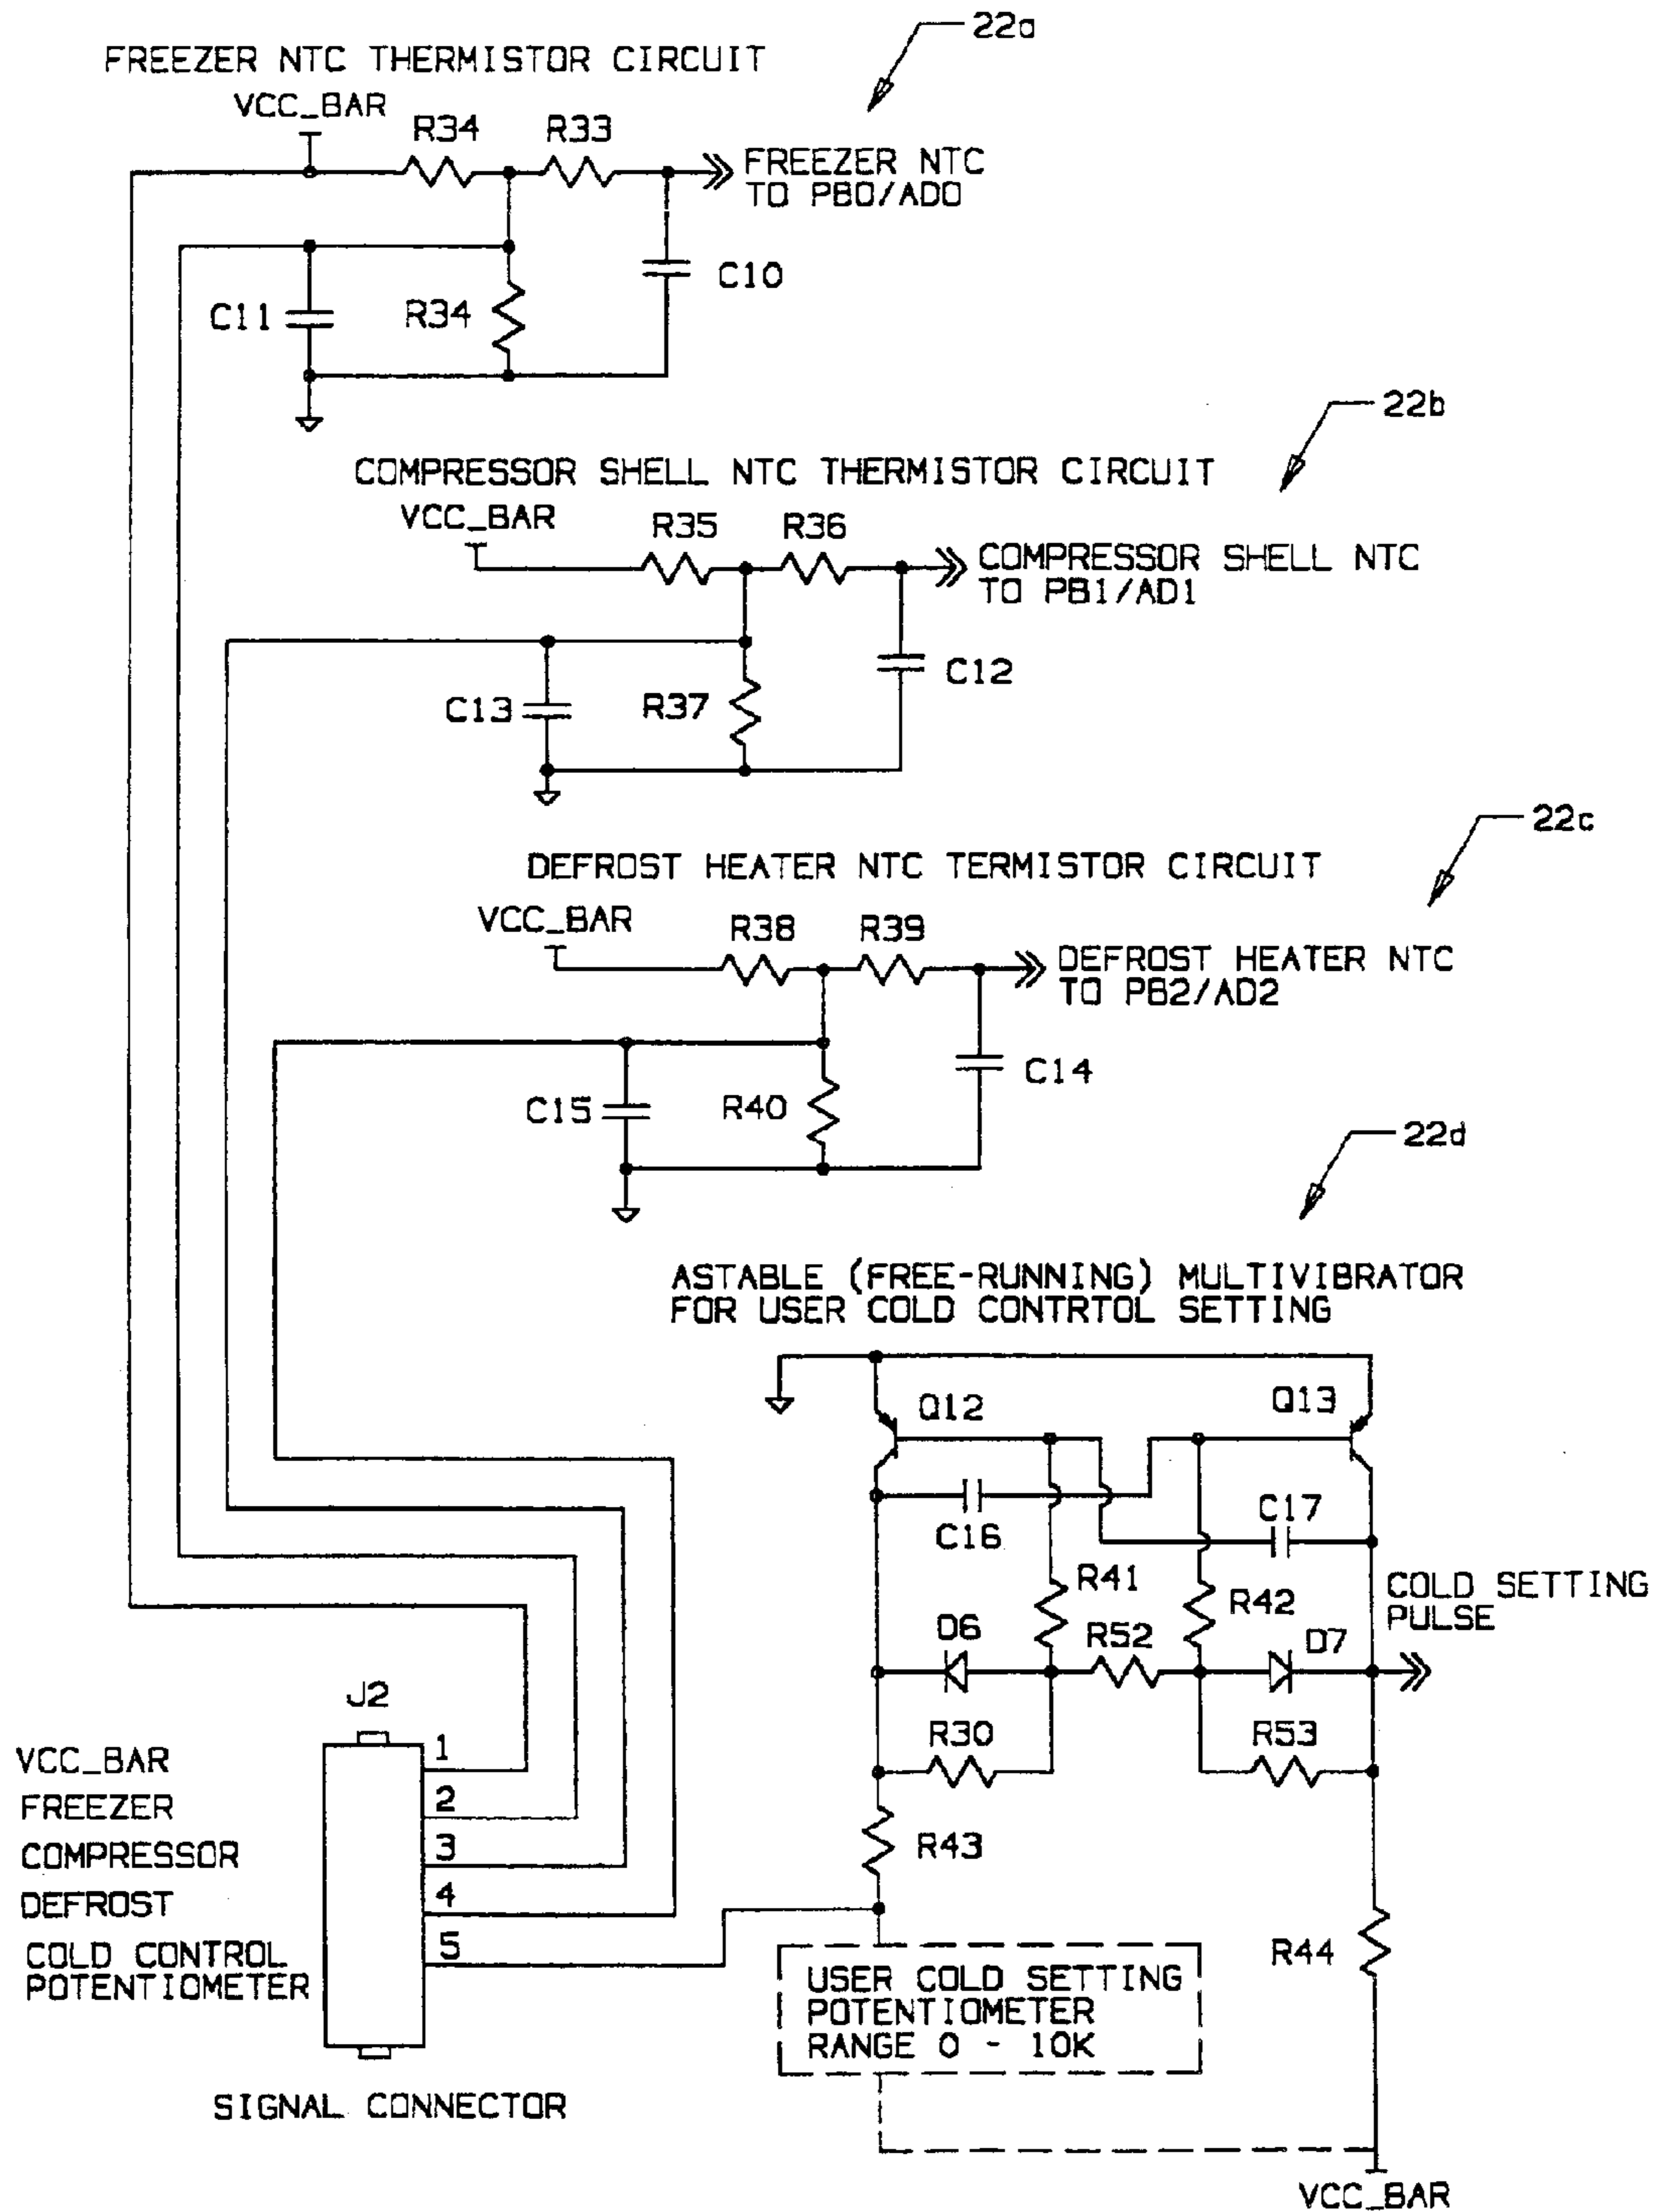 22a
FREEZER NTC THERMISTOR CIRCUIT
VCC_BAR
R34
R33
FREEZER NTC
TO PB0/AD0
C10
C11
R34
22b
COMPRESSOR SHELL NTC THERMISTOR CIRCUIT
VCC_BAR
R35
R36
COMPRESSOR SHELL NTC
TO PB1/AD1
C12
C13
R37
22c
DEFROST HEATER NTC TERMISTOR CIRCUIT
VCC_BAR
R38
R39
DEFROST HEATER NTC
TO PB2/AD2
C14
C15
R40
22d
ASTABLE (FREE-RUNNING) MULTIVIBRATOR
FOR USER COLD CONTRTOL SETTING
Q12
Q13
C16
C17
R41
R42
COLD SETTING
PULSE
D6
R52
D7
R30
R53
J2
VCC_BAR
1
FREEZER
2
COMPRESSOR
3
DEFROST
4
COLD CONTROL
POTENTIOMETER
5
R43
R44
USER COLD SETTING
POTENTIOMETER
RANGE 0 - 10K
SIGNAL CONNECTOR
VCC_BAR